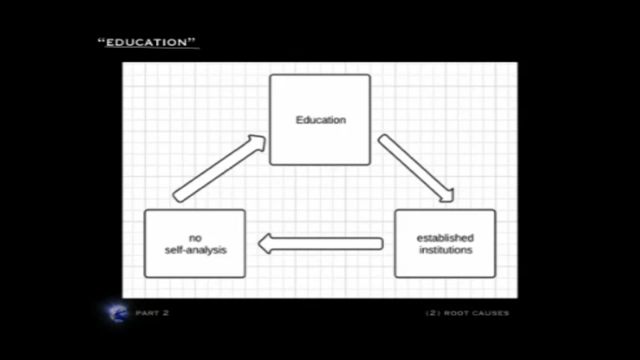 “EDUCATION”
Education
no
self-analysis
established
institutions
PART 2
(2) ROOT CAUSES